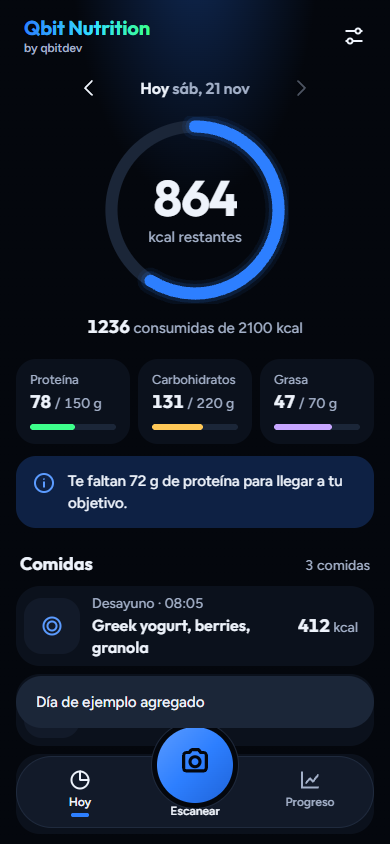 Qbit Nutrition
by qbitdev
Hoy sáb, 21 nov
864
kcal restantes
1236 consumidas de 2100 kcal
Proteína
78 / 150 g
Carbohidratos
131 / 220 g
Grasa
47 / 70 g
Te faltan 72 g de proteína para llegar a tu
objetivo.
Comidas
3 comidas
Desayuno · 08:05
Greek yogurt, berries,
granola
412 kcal
Día de ejemplo agregado
Hoy
Escanear
Progreso